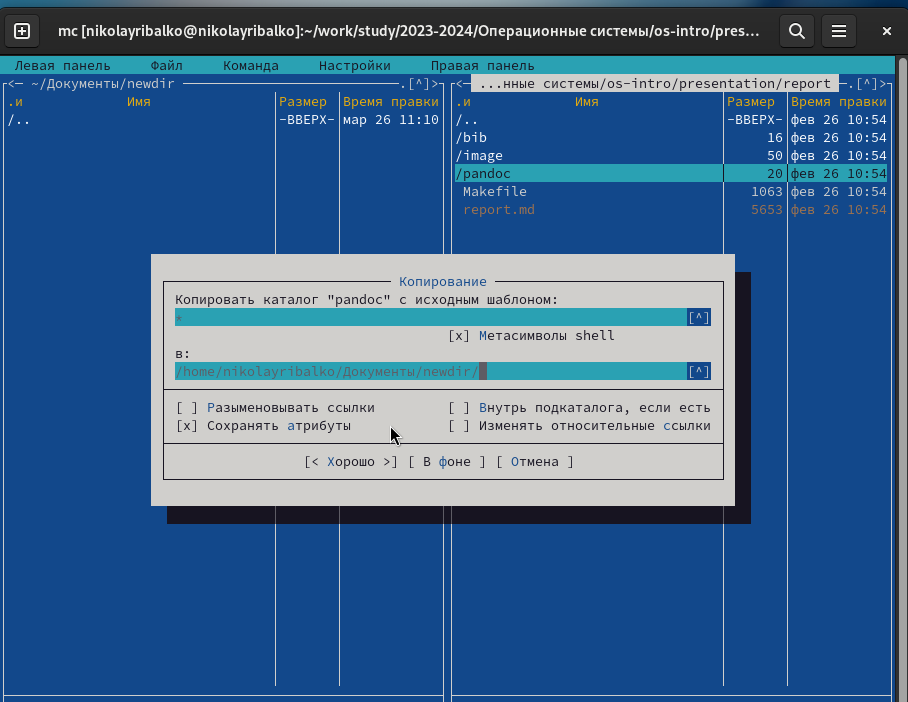 mc [nikolayribalko@nikolayribalko]:~/work/study/2023-2024/Операционные системы/os-intro/pres…
Левая панель Файл Команда Настройки Правая панель
<─ ~/Документы/newdir .[^]> <─ ...нные системы/os-intro/presentation/report .[^]>
.и Имя Размер Время правки .и Имя Размер Время правки
/.. -ВВЕРХ- мар 26 11:10 /.. -ВВЕРХ- фев 26 10:54
/bib 16 фев 26 10:54
/image 50 фев 26 10:54
/pandoc 20 фев 26 10:54
Makefile 1063 фев 26 10:54
report.md 5653 фев 26 10:54
Копирование
Копировать каталог "pandoc" с исходным шаблоном:
* [^]
[x] Метасимволы shell
в:
/home/nikolayribalko/Документы/newdir/ [^]
[ ] Разыменовывать ссылки [ ] Внутрь подкаталога, если есть
[x] Сохранять атрибуты [ ] Изменять относительные ссылки
[< Хорошо >] [ В фоне ] [ Отмена ]